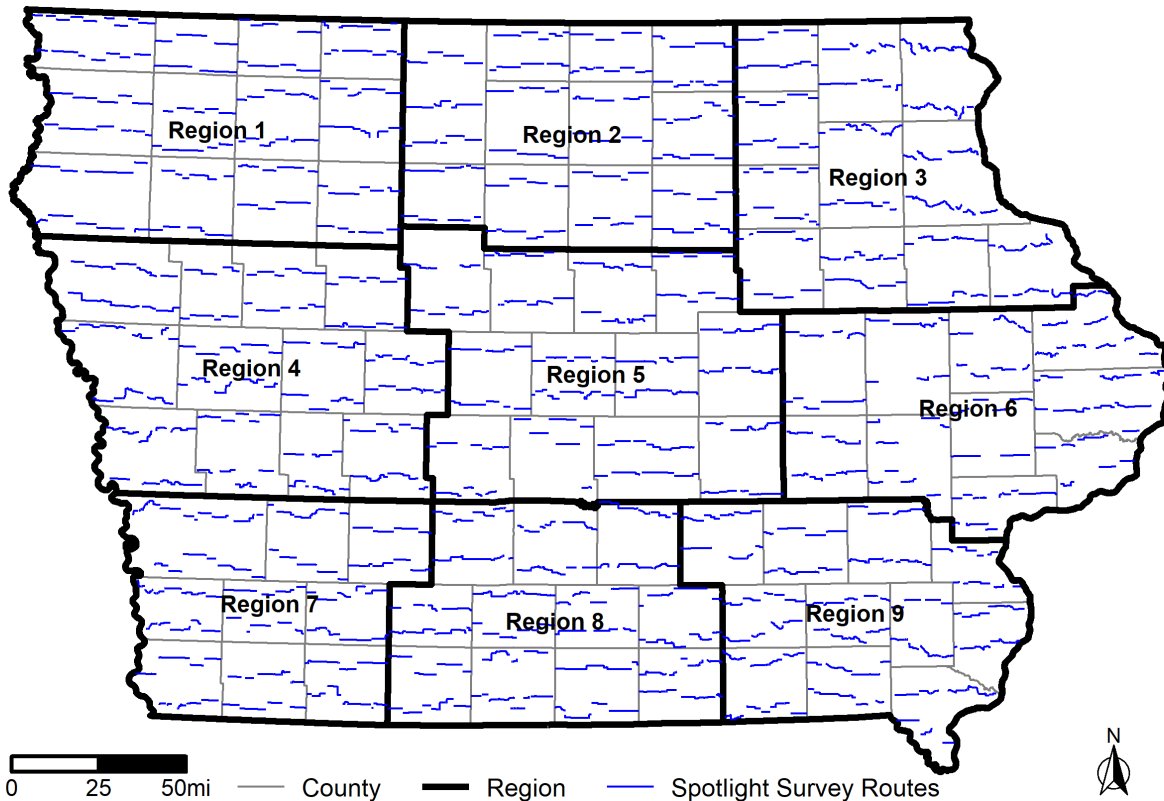 Region 1
Region 2
Region 3
Region 4
Region 5
Region 6
Region 7
Region 8
Region 9
N
0 25 50mi County Region Spotlight Survey Routes